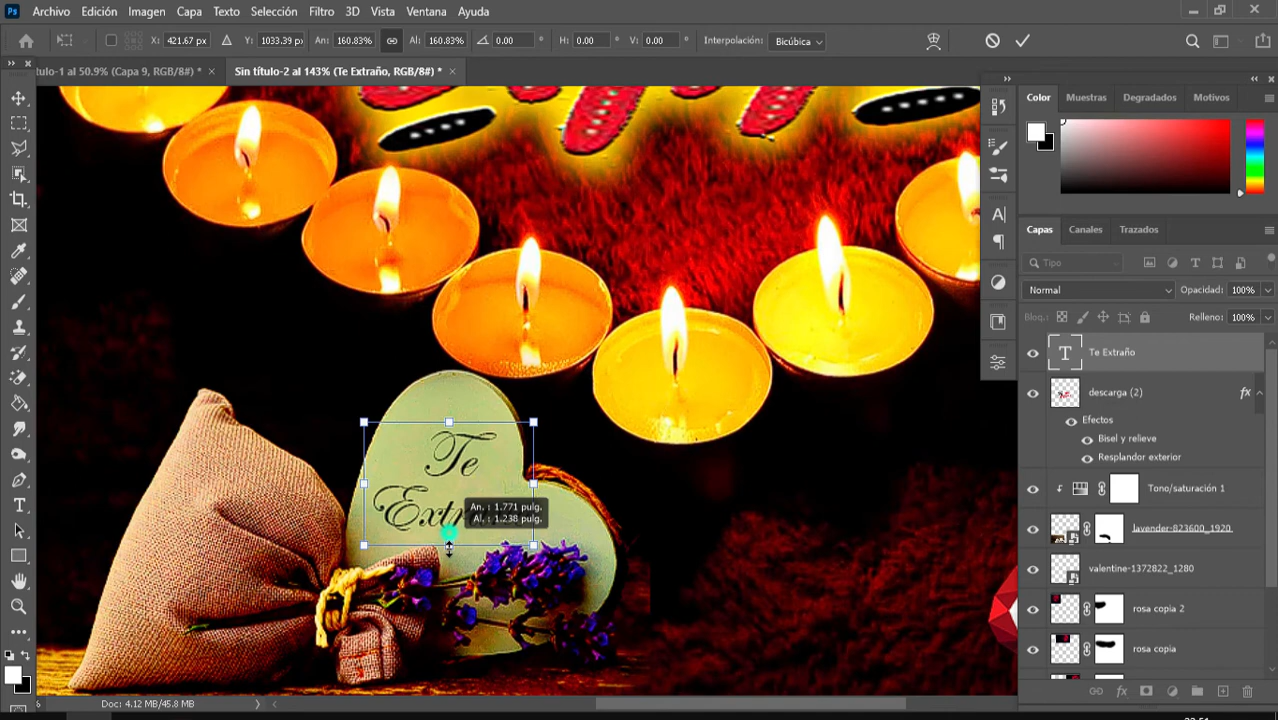 Ps Archivo Edición Imagen Capa Texto Selección Filtro 3D Vista Ventana Ayuda
X: 421.67 px Y: 1033.39 px An: 160.83% Al: 160.83% 0.00 ° H: 0.00 ° V: 0.00 ° Interpolación: Bicúbica
tulo-1 al 50.9% (Capa 9, RGB/8#) * × Sin título-2 al 143% (Te Extraño, RGB/8#) * ×
Color Muestras Degradados Motivos
Capas Canales Trazados
Tipo
Normal Opacidad: 100%
Bloq.: Relleno: 100%
T Te Extraño
descarga (2) fx
Efectos
Bisel y relieve
Resplandor exterior
Tono/saturación 1
lavender-823600_1920
valentine-1372822_1280
rosa copia 2
rosa copia
Te
Extr
An. : 1.771 pulg.
Al. : 1.238 pulg.
% Doc: 4.12 MB/45.8 MB